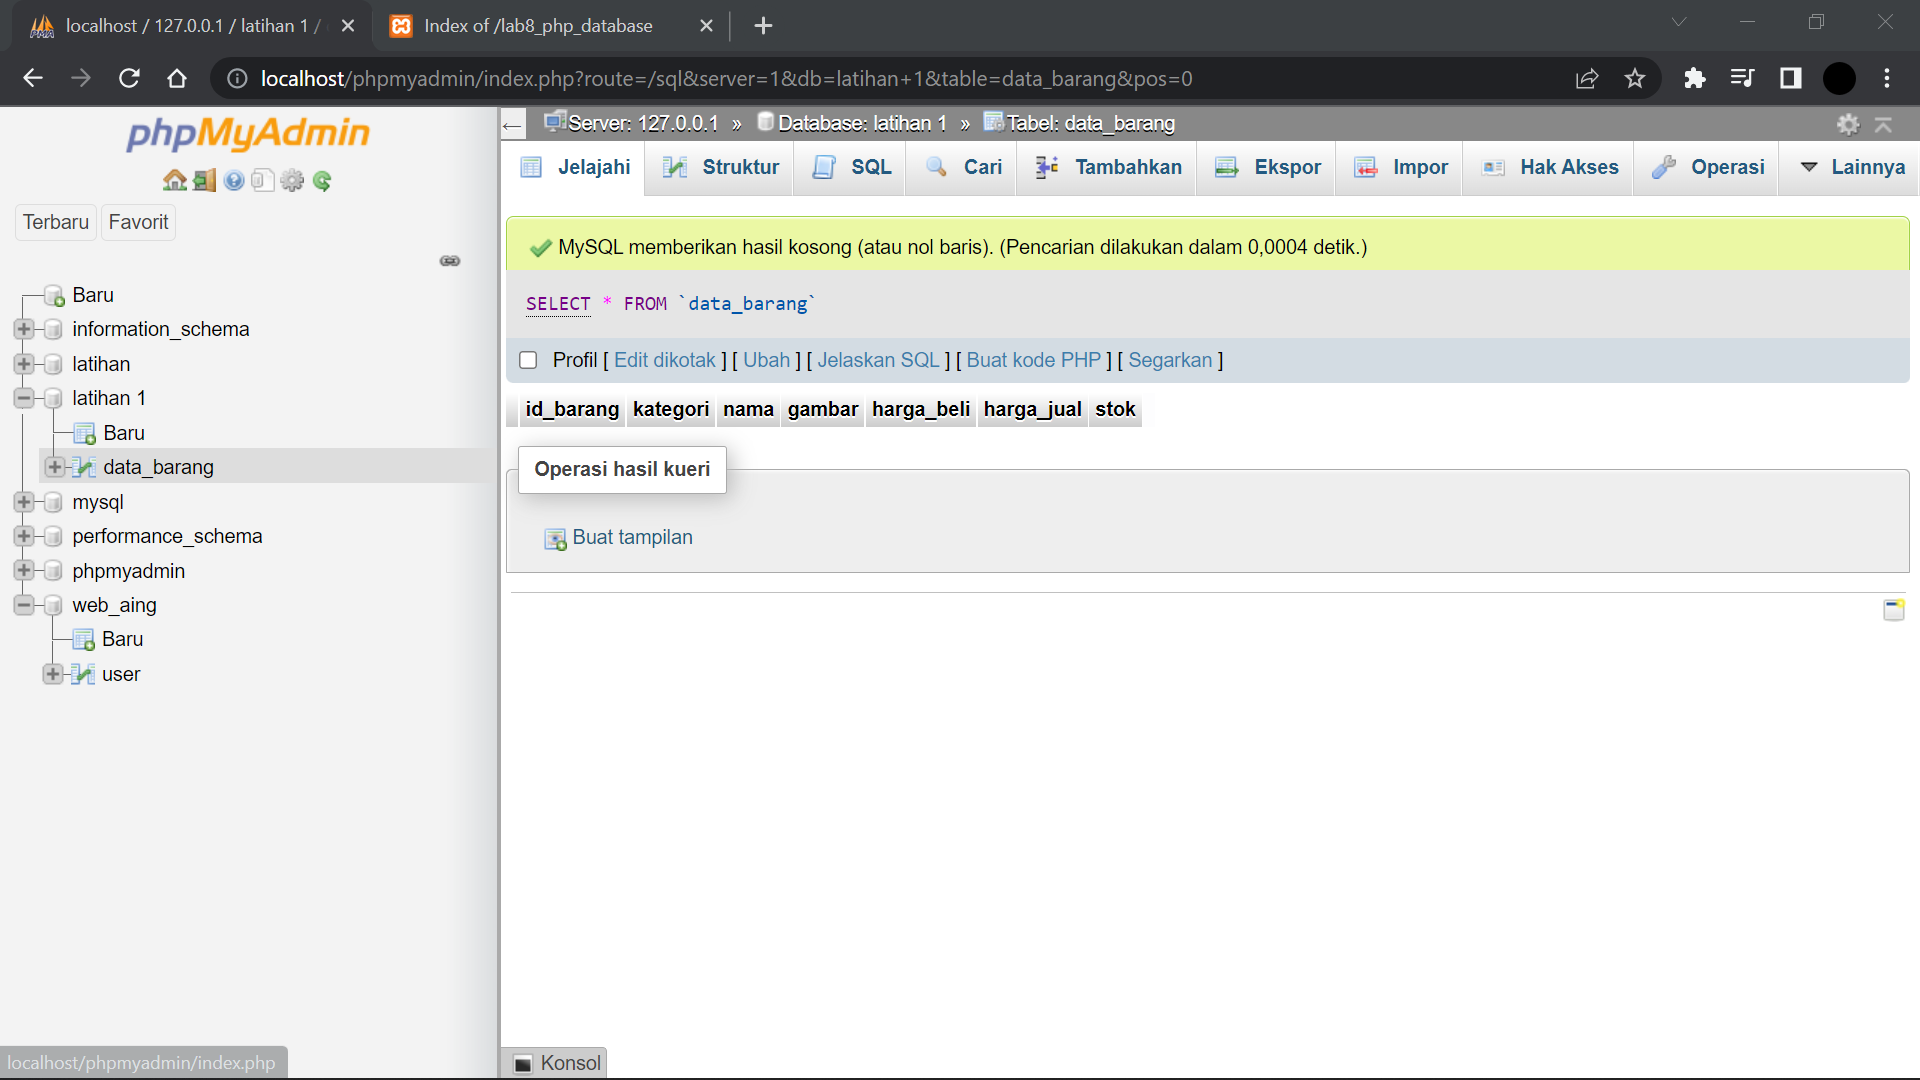 localhost / 127.0.0.1 / latihan 1 /
Index of /lab8_php_database
localhost/phpmyadmin/index.php?route=/sql&server=1&db=latihan+1&table=data_barang&pos=0
phpMyAdmin
Terbaru
Favorit
Baru
information_schema
latihan
latihan 1
Baru
data_barang
mysql
performance_schema
phpmyadmin
web_aing
Baru
user
localhost/phpmyadmin/index.php
Server: 127.0.0.1 » Database: latihan 1 » Tabel: data_barang
Jelajahi
Struktur
SQL
Cari
Tambahkan
Ekspor
Impor
Hak Akses
Operasi
Lainnya
MySQL memberikan hasil kosong (atau nol baris). (Pencarian dilakukan dalam 0,0004 detik.)
SELECT * FROM `data_barang`
Profil [ Edit dikotak ] [ Ubah ] [ Jelaskan SQL ] [ Buat kode PHP ] [ Segarkan ]
id_barang kategori nama gambar harga_beli harga_jual stok
Operasi hasil kueri
Buat tampilan
Konsol